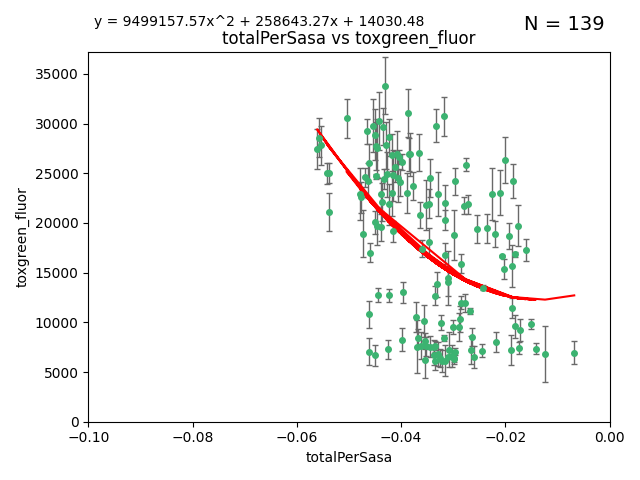 y = 9499157.57x^2 + 258643.27x + 14030.48
N = 139
totalPerSasa vs toxgreen_fluor
35000
30000
25000
20000
15000
10000
5000
0
toxgreen_fluor
−0.10
−0.08
−0.06
−0.04
−0.02
0.00
totalPerSasa